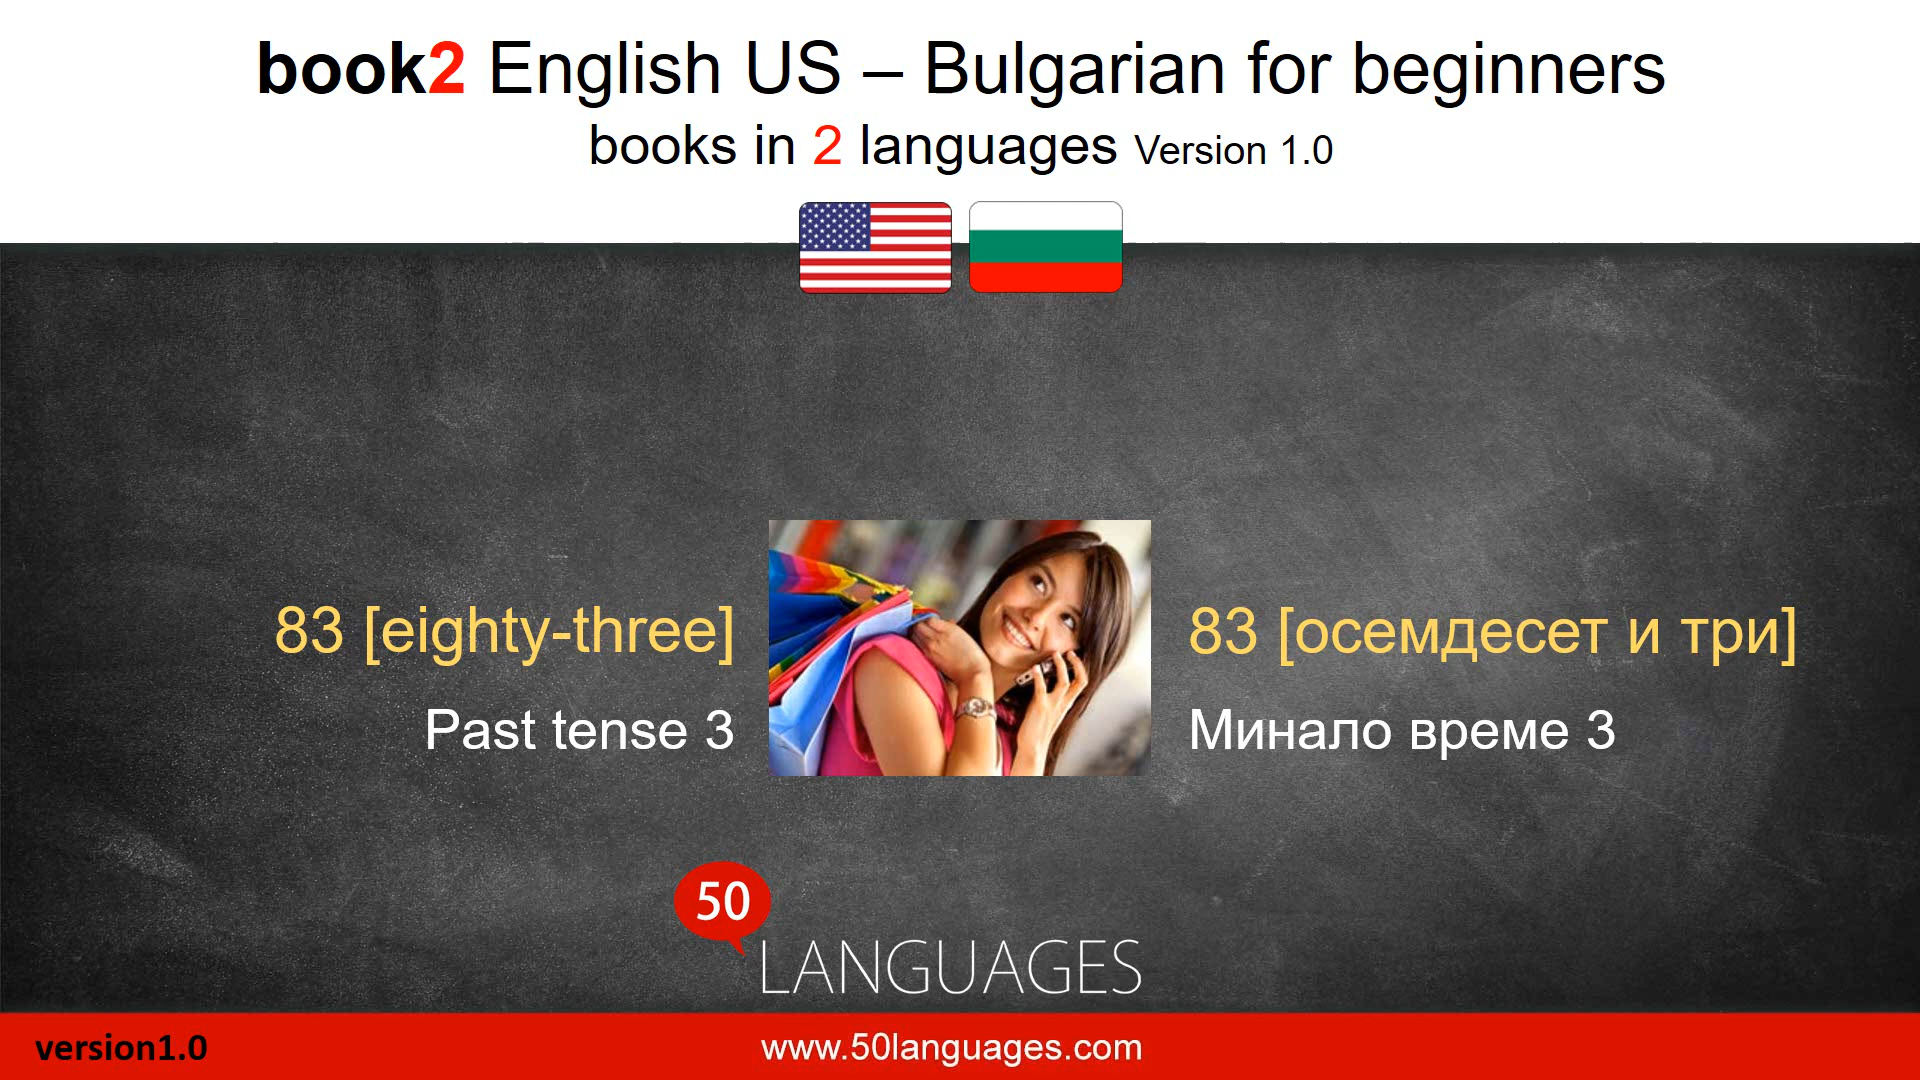 book2 English US – Bulgarian for beginners
books in 2 languages Version 1.0
83 [eighty-three]
Past tense 3
83 [осемдесет и три]
Минало време 3
50
LANGUAGES
version1.0
www.50languages.com